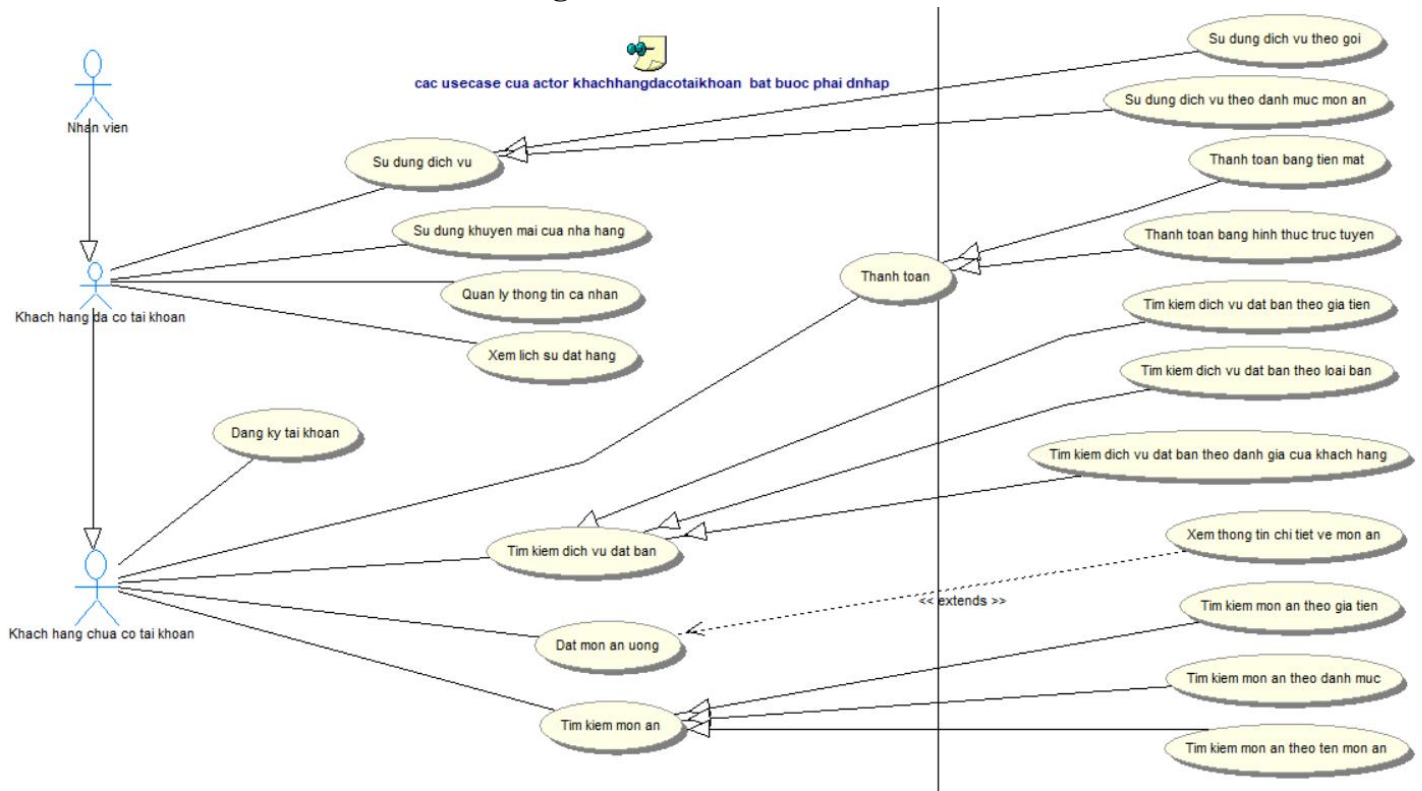 Su dung dich vu theo goi
cac usecase cua actor khachhangdacotaikhoan bat buoc phai dnhap
Su dung dich vu theo danh muc mon an
Nhan vien
Su dung dich vu
Thanh toan bang tien mat
Su dung khuyen mai cua nha hang
Thanh toan bang hinh thuc truc tuyen
Thanh toan
Quan ly thong tin ca nhan
Tim kiem dich vu dat ban theo gia tien
Khach hang da co tai khoan
Xem lich su dat hang
Tim kiem dich vu dat ban theo loai ban
Dang ky tai khoan
Tim kiem dich vu dat ban theo danh gia cua khach hang
Tim kiem dich vu dat ban
Xem thong tin chi tiet ve mon an
<< extends >>
Tim kiem mon an theo gia tien
Khach hang chua co tai khoan
Dat mon an uong
Tim kiem mon an theo danh muc
Tim kiem mon an
Tim kiem mon an theo ten mon an